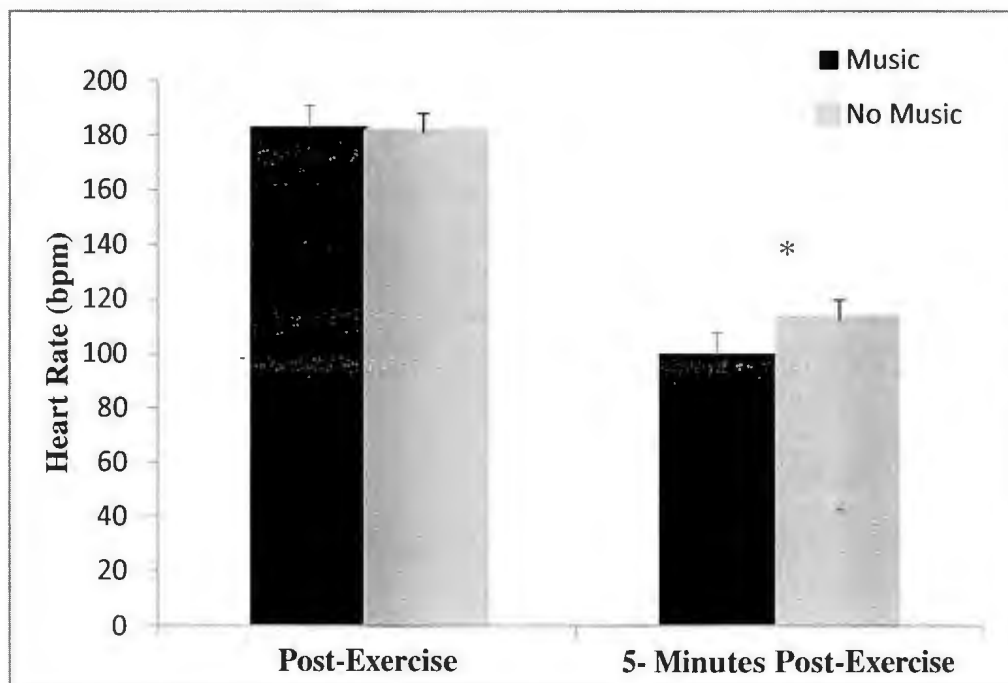 Music
No Music
Heart Rate (bpm)
200
180
160
140
120
100
80
60
40
20
0
*
Post-Exercise
5- Minutes Post-Exercise